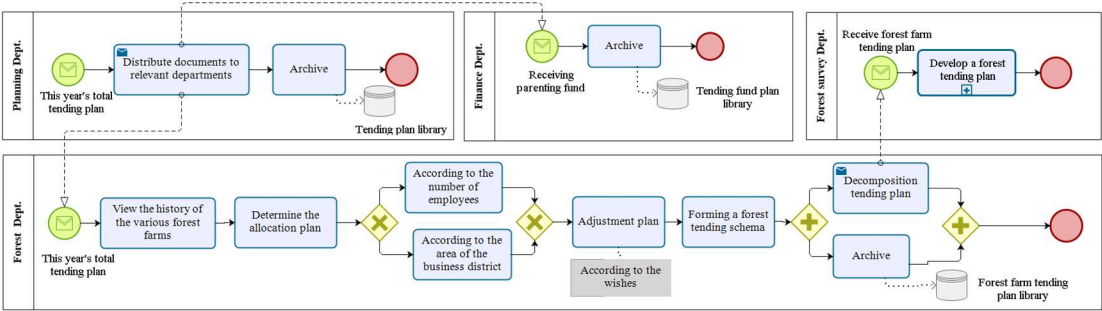 Planning Dept.
This year's total
tending plan
Distribute documents to
relevant departments
Archive
Tending plan library
Finance Dept.
Receiving
parenting fund
Archive
Tending fund plan
library
Forest survey Dept.
Receive forest farm
tending plan
Develop a forest
tending plan
Forest Dept.
This year's total
tending plan
View the history of
the various forest
farms
Determine the
allocation plan
According to the
number of
employees
According to the
area of the
business district
Adjustment plan
According to the
wishes
Forming a forest
tending schema
Decomposition
tending plan
Archive
Forest farm tending
plan library